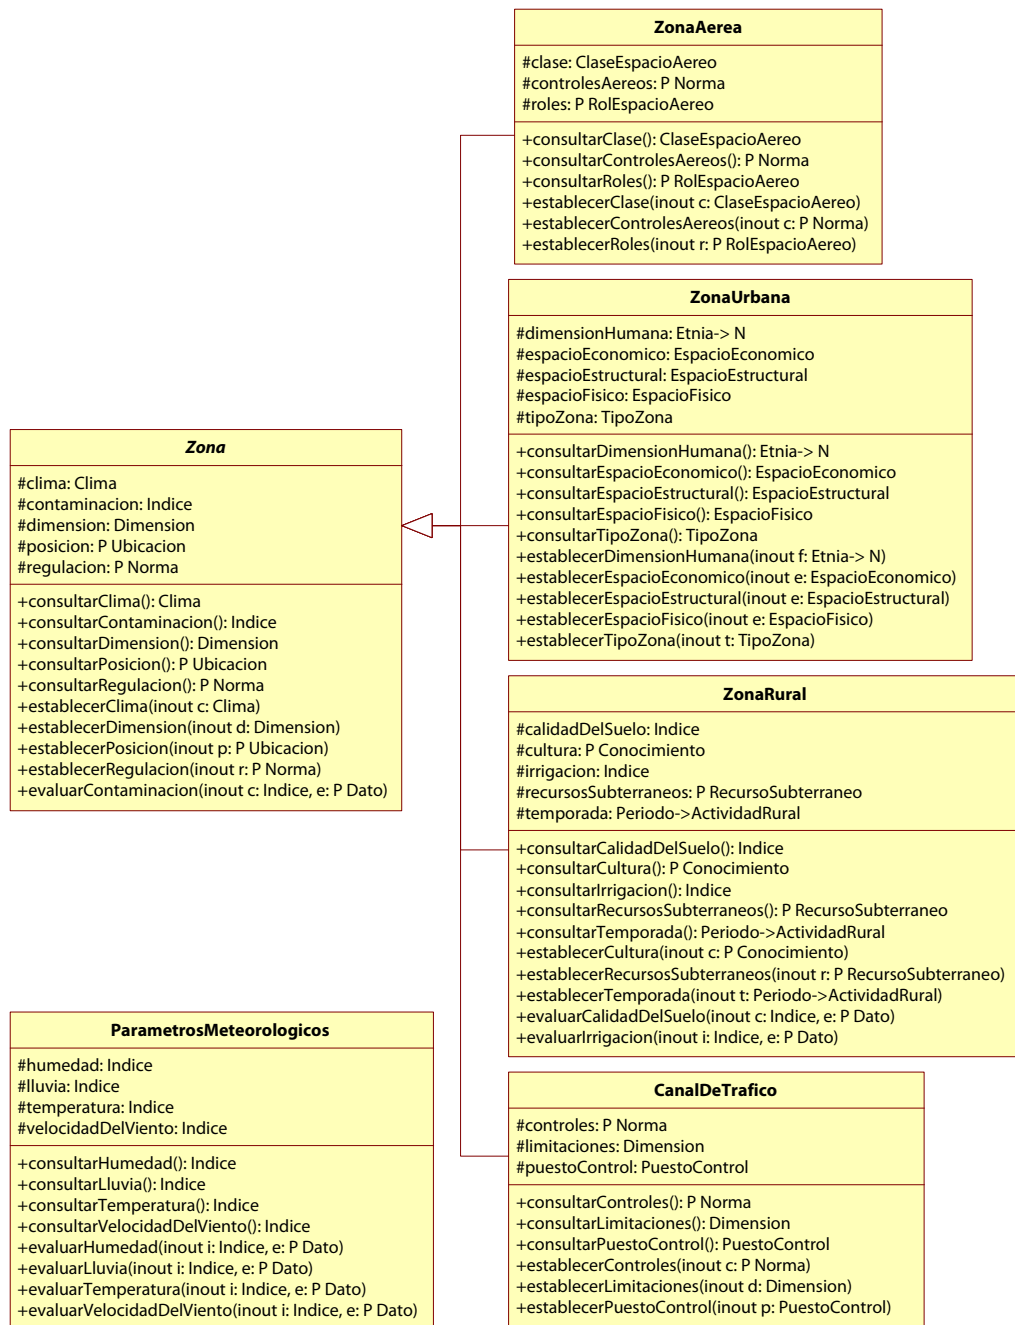 ZonaAerea
#clase: ClaseEspacioAereo
#controlesAereos: P Norma
#roles: P RolEspacioAereo
+consultarClase(): ClaseEspacioAereo
+consultarControlesAereos(): P Norma
+consultarRoles(): P RolEspacioAereo
+establecerClase(inout c: ClaseEspacioAereo)
+establecerControlesAereos(inout c: P Norma)
+establecerRoles(inout r: P RolEspacioAereo)
ZonaUrbana
#dimensionHumana: Etnia-> N
#espacioEconomico: EspacioEconomico
#espacioEstructural: EspacioEstructural
#espacioFisico: EspacioFisico
#tipoZona: TipoZona
+consultarDimensionHumana(): Etnia-> N
+consultarEspacioEconomico(): EspacioEconomico
+consultarEspacioEstructural(): EspacioEstructural
+consultarEspacioFisico(): EspacioFisico
+consultarTipoZona(): TipoZona
+establecerDimensionHumana(inout f: Etnia-> N)
+establecerEspacioEconomico(inout e: EspacioEconomico)
+establecerEspacioEstructural(inout e: EspacioEstructural)
+establecerEspacioFisico(inout e: EspacioFisico)
+establecerTipoZona(inout t: TipoZona)
Zona
#clima: Clima
#contaminacion: Indice
#dimension: Dimension
#posicion: P Ubicacion
#regulacion: P Norma
+consultarClima(): Clima
+consultarContaminacion(): Indice
+consultarDimension(): Dimension
+consultarPosicion(): P Ubicacion
+consultarRegulacion(): P Norma
+establecerClima(inout c: Clima)
+establecerDimension(inout d: Dimension)
+establecerPosicion(inout p: P Ubicacion)
+establecerRegulacion(inout r: P Norma)
+evaluarContaminacion(inout c: Indice, e: P Dato)
ZonaRural
#calidadDelSuelo: Indice
#cultura: P Conocimiento
#irrigacion: Indice
#recursosSubterraneos: P RecursoSubterraneo
#temporada: Periodo->ActividadRural
+consultarCalidadDelSuelo(): Indice
+consultarCultura(): P Conocimiento
+consultarIrrigacion(): Indice
+consultarRecursosSubterraneos(): P RecursoSubterraneo
+consultarTemporada(): Periodo->ActividadRural
+establecerCultura(inout c: P Conocimiento)
+establecerRecursosSubterraneos(inout r: P RecursoSubterraneo)
+establecerTemporada(inout t: Periodo->ActividadRural)
+evaluarCalidadDelSuelo(inout c: Indice, e: P Dato)
+evaluarIrrigacion(inout i: Indice, e: P Dato)
ParametrosMeteorologicos
#humedad: Indice
#lluvia: Indice
#temperatura: Indice
#velocidadDelViento: Indice
+consultarHumedad(): Indice
+consultarLluvia(): Indice
+consultarTemperatura(): Indice
+consultarVelocidadDelViento(): Indice
+evaluarHumedad(inout i: Indice, e: P Dato)
+evaluarLluvia(inout i: Indice, e: P Dato)
+evaluarTemperatura(inout i: Indice, e: P Dato)
+evaluarVelocidadDelViento(inout i: Indice, e: P Dato)
CanalDeTrafico
#controles: P Norma
#limitaciones: Dimension
#puestoControl: PuestoControl
+consultarControles(): P Norma
+consultarLimitaciones(): Dimension
+consultarPuestoControl(): PuestoControl
+establecerControles(inout c: P Norma)
+establecerLimitaciones(inout d: Dimension)
+establecerPuestoControl(inout p: PuestoControl)